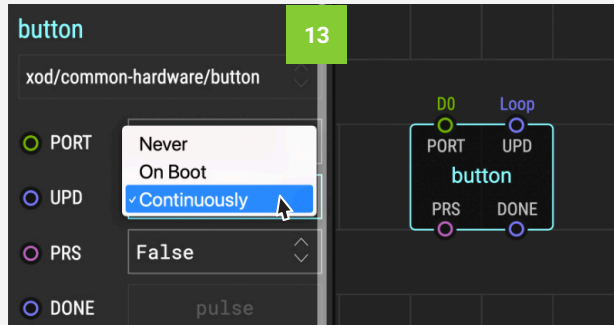 button
13
xod/common-hardware/button
PORT
Never
On Boot
✓Continuously
UPD
PRS
False
DONE
pulse
D0
Loop
PORT
UPD
button
PRS
DONE